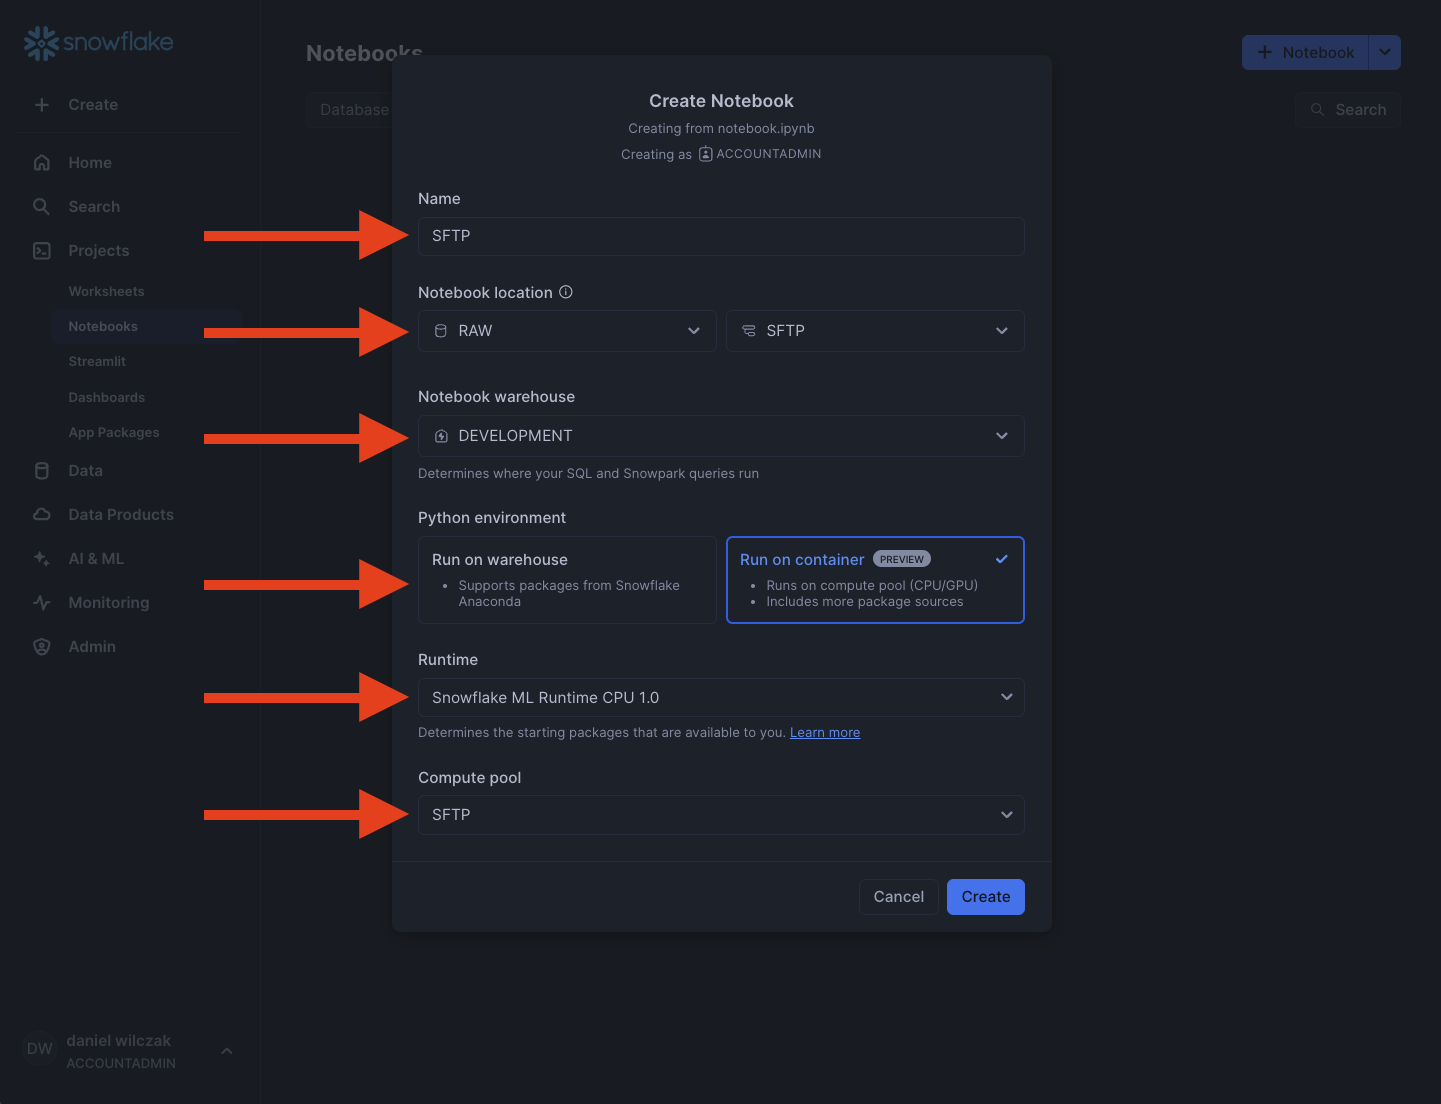 snowflake
Create
Home
Search
Projects
Worksheets
Notebooks
Streamlit
Dashboards
App Packages
Data
Data Products
AI & ML
Monitoring
Admin
DW
daniel wilczak
ACCOUNTADMIN
Notebooks
Notebook
Database
Search
Create Notebook
Creating from notebook.ipynb
Creating as ACCOUNTADMIN
Name
SFTP
Notebook location
RAW
SFTP
Notebook warehouse
DEVELOPMENT
Determines where your SQL and Snowpark queries run
Python environment
Run on warehouse
Supports packages from Snowflake
Anaconda
Run on container PREVIEW
Runs on compute pool (CPU/GPU)
Includes more package sources
Runtime
Snowflake ML Runtime CPU 1.0
Determines the starting packages that are available to you. Learn more
Compute pool
SFTP
Cancel
Create